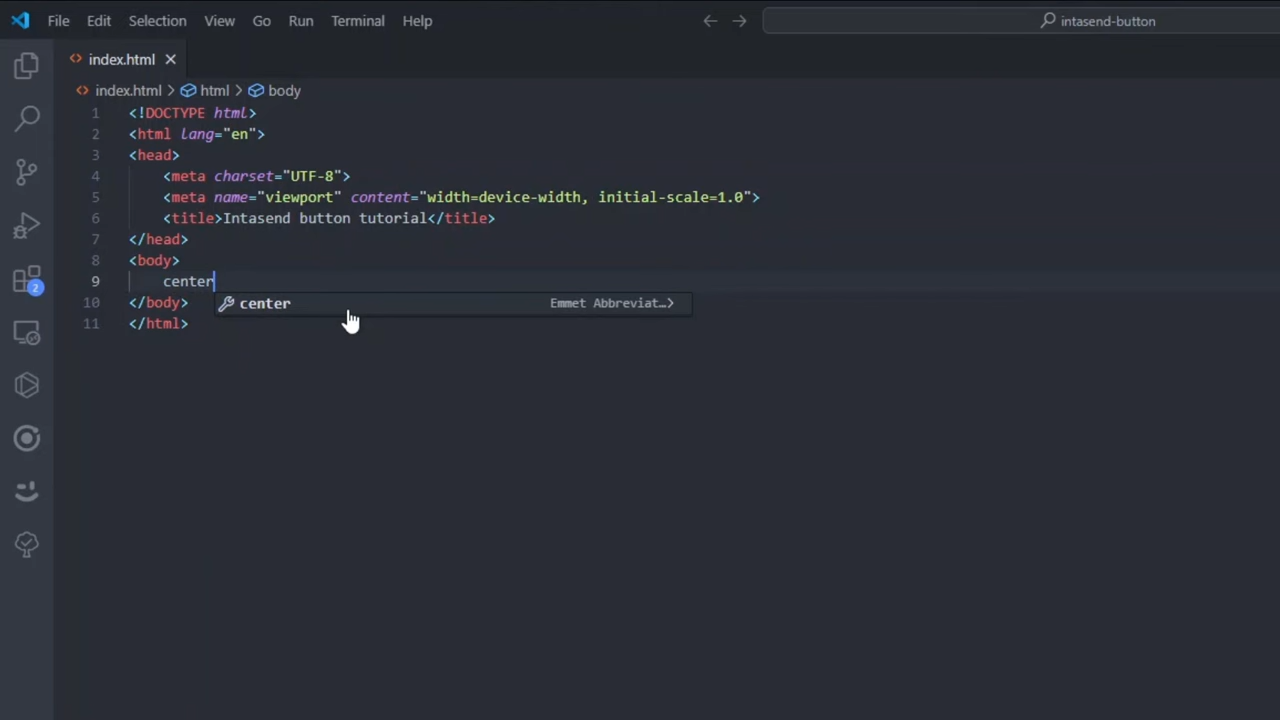 File Edit Selection View Go Run Terminal Help
intasend-button
index.html
index.html > html > body
1 <!DOCTYPE html>
2 <html lang="en">
3 <head>
4 <meta charset="UTF-8">
5 <meta name="viewport" content="width=device-width, initial-scale=1.0">
6 <title>Intasend button tutorial</title>
7 </head>
8 <body>
9 center
center Emmet Abbreviat…>
10 </body>
11 </html>
2